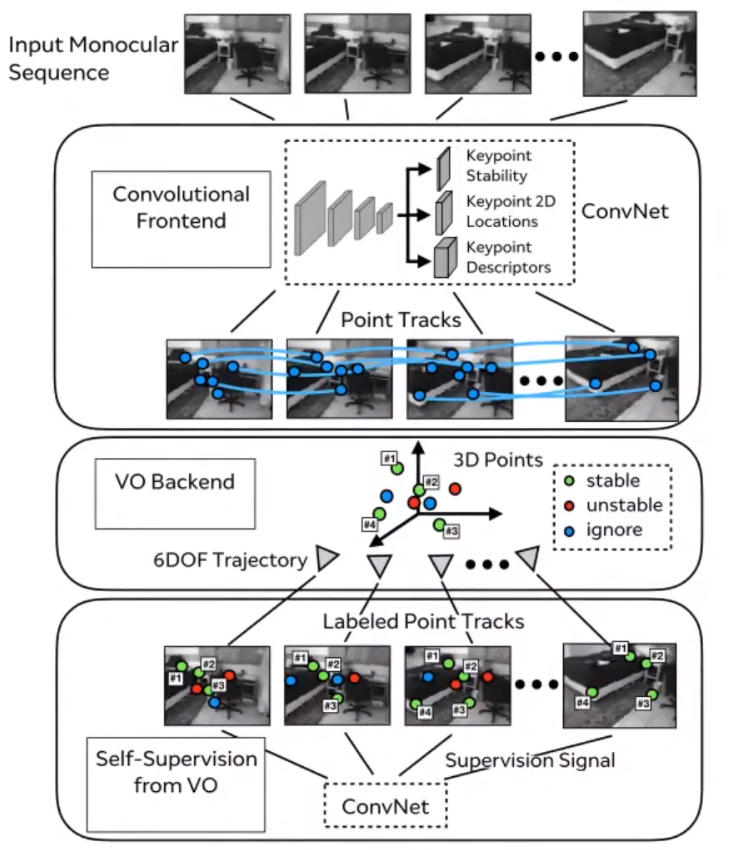 Input Monocular
Sequence
Convolutional
Frontend
Keypoint
Stability
Keypoint 2D
Locations
Keypoint
Descriptors
ConvNet
Point Tracks
VO Backend
3D Points
#1
#2
#3
#4
stable
unstable
ignore
6DOF Trajectory
Labeled Point Tracks
#1
#2
#3
#1
#2
#3
#1
#2
#3
#4
#1
#2
#3
#4
Self-Supervision
from VO
Supervision Signal
ConvNet